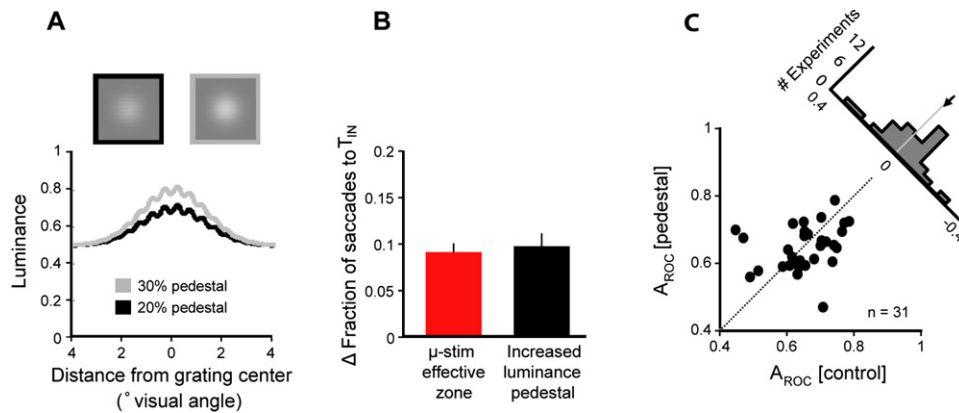 A
Luminance
1
0.8
0.6
0.4
0.2
0
30% pedestal
20% pedestal
4 2 0 2 4
Distance from grating center
(° visual angle)
B
Δ Fraction of saccades to T_IN
0.2
0.15
0.1
0.05
0
μ-stim
effective
zone
Increased
luminance
pedestal
C
# Experiments
12
6
0
0.4
0
-0.4
A_ROC [pedestal]
1
0.8
0.6
0.4
n = 31
0.4 0.6 0.8 1
A_ROC [control]